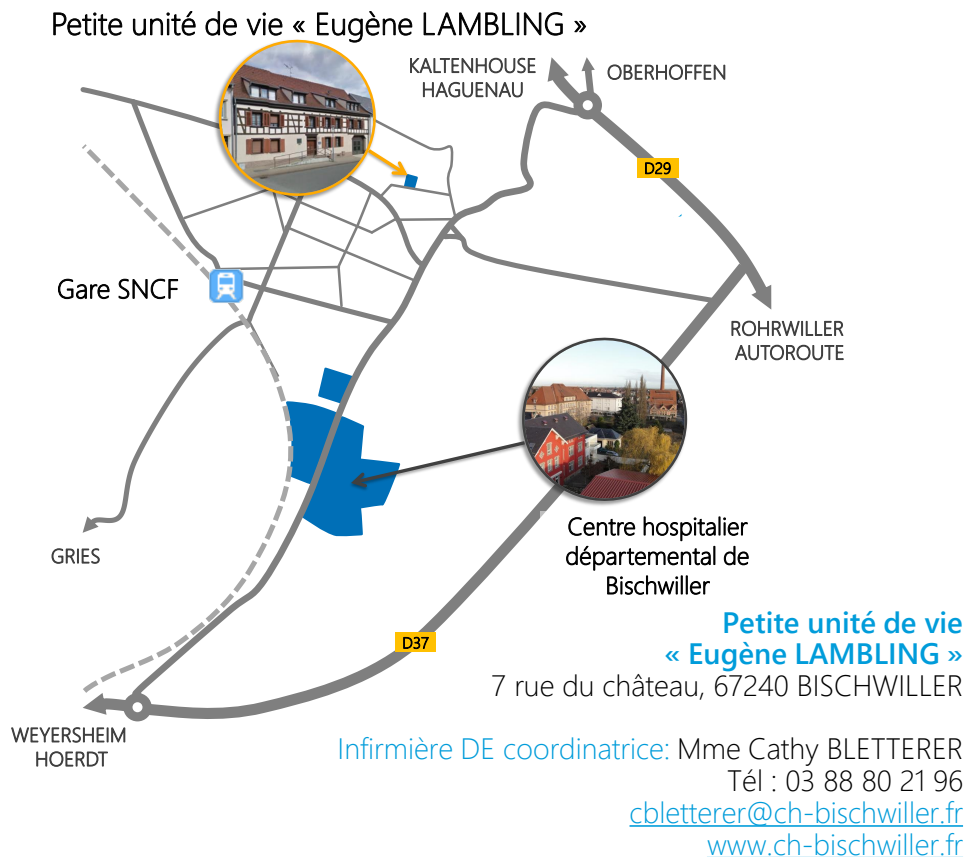 Petite unité de vie « Eugène LAMBLING »
KALTENHOUSE
HAGUENAU
OBERHOFFEN
D29
Gare SNCF
ROHRWILLER
AUTOROUTE
GRIES
Centre hospitalier
départemental de
Bischwiller
D37
WEYERSHEIM
HOERDT
Petite unité de vie
« Eugène LAMBLING »
7 rue du château, 67240 BISCHWILLER
Infirmière DE coordinatrice: Mme Cathy BLETTERER
Tél : 03 88 80 21 96
cbletterer@ch-bischwiller.fr
www.ch-bischwiller.fr